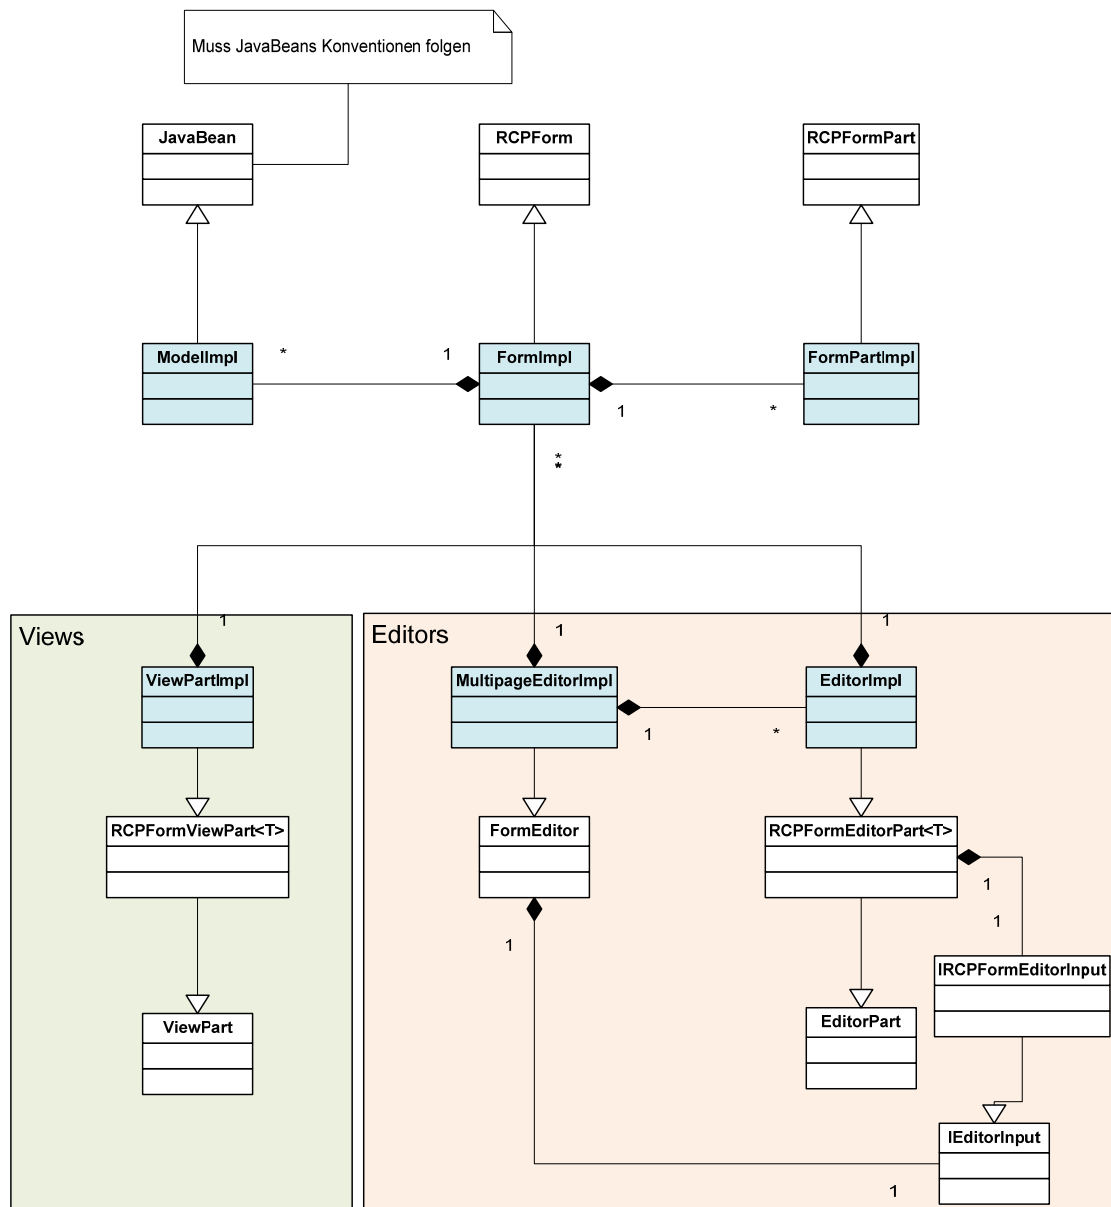 Muss JavaBeans Konventionen folgen
JavaBean
RCPForm
RCPFormPart
ModelImpl
*
1
FormImpl
FormPartImpl
1
*
*
*
Views
1
Editors
1
1
ViewPartImpl
MultipageEditorImpl
EditorImpl
1
*
RCPFormViewPart<T>
FormEditor
RCPFormEditorPart<T>
1
1
1
IRCPFormEditorInput
ViewPart
EditorPart
IEditorInput
1